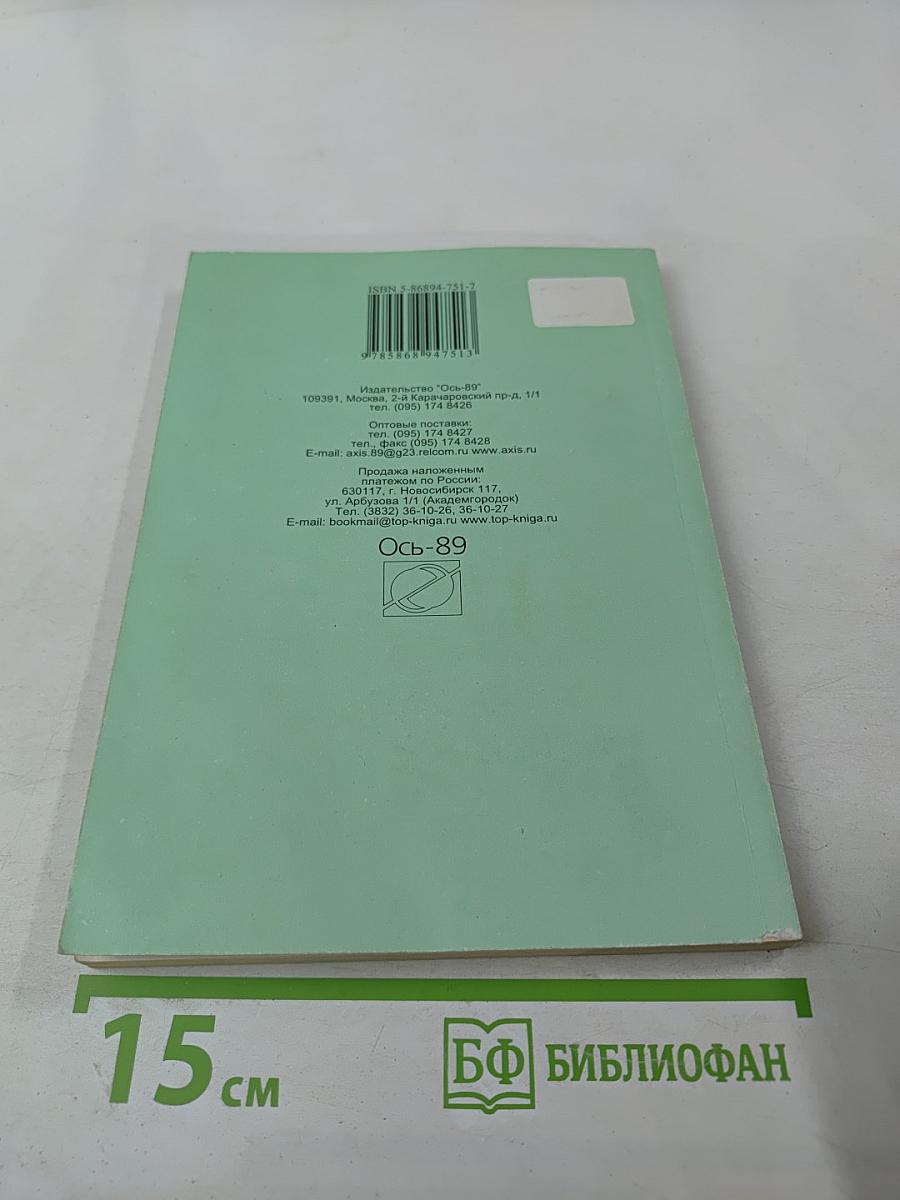 ISBN 5-86894-751-7
9 785868 947513
Издательство "Ось-89"
109391, Москва, 2-й Карачаровский пр-д, 1/1
тел. (095) 174 8426
Оптовые поставки:
тел. (095) 174 8427
тел., факс (095) 174 8428
E-mail: axis.89@g23.relcom.ru www.axis.ru
Продажа наложенным
платежом по России:
630117, г. Новосибирск 117,
ул. Арбузова 1/1 (Академгородок)
Тел. (3832) 36-10-26, 36-10-27
E-mail: bookmail@top-kniga.ru www.top-kniga.ru
Ось-89
15 см
БФ БИБЛИОФАН